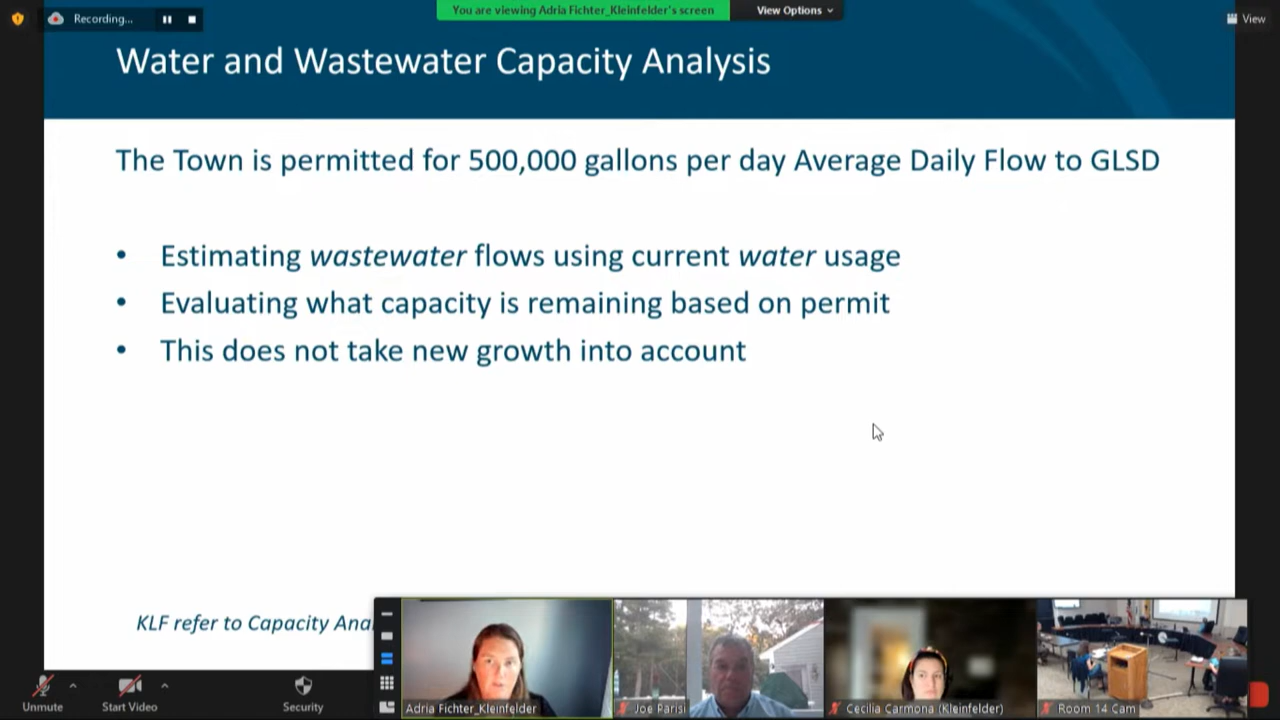 Recording...
You are viewing Adria Fichter_Kleinfelder's screen
View Options
View
Water and Wastewater Capacity Analysis
The Town is permitted for 500,000 gallons per day Average Daily Flow to GLSD
• Estimating wastewater flows using current water usage
• Evaluating what capacity is remaining based on permit
• This does not take new growth into account
KLF refer to Capacity Ana
Unmute
Start Video
Security
Adria Fichter_Kleinfelder
Joe Parisi
Cecilia Carmona (Kleinfelder)
Room 14 Cam